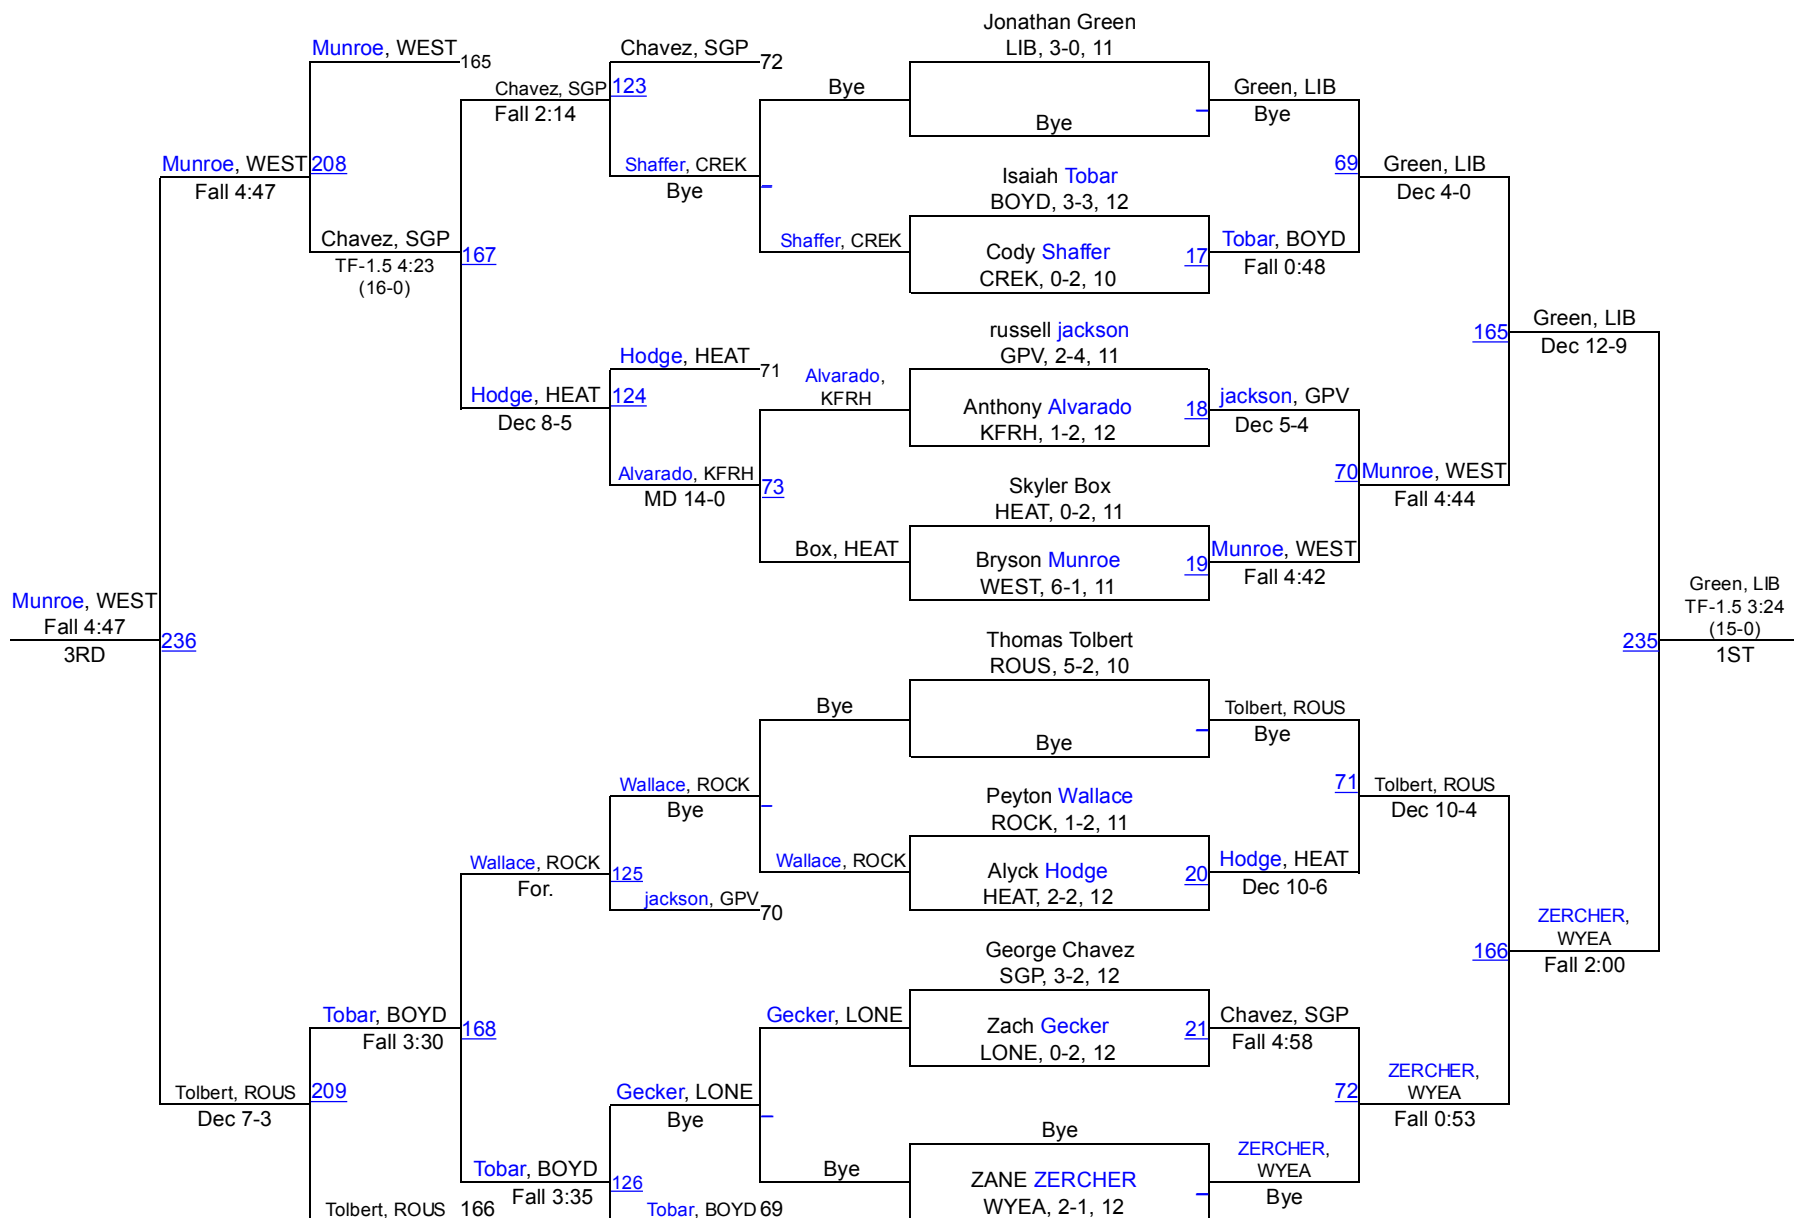 Jonathan Green
LIB, 3-0, 11
Munroe, WEST
165
Chavez, SGP
72
Chavez, SGP
123
Fall 2:14
Bye
Bye
Green, LIB
Bye
Munroe, WEST
208
Fall 4:47
Shaffer, CREK
Bye
Isaiah Tobar
BOYD, 3-3, 12
69
Green, LIB
Dec 4-0
Chavez, SGP
167
TF-1.5 4:23
(16-0)
Shaffer, CREK
Cody Shaffer
17
CREK, 0-2, 10
Tobar, BOYD
Fall 0:48
russell jackson
GPV, 2-4, 11
165
Green, LIB
Dec 12-9
Hodge, HEAT
71
Hodge, HEAT
124
Dec 8-5
Alvarado,
KFRH
Anthony Alvarado
18
KFRH, 1-2, 12
jackson, GPV
Dec 5-4
Alvarado, KFRH
73
MD 14-0
Skyler Box
HEAT, 0-2, 11
70
Munroe, WEST
Fall 4:44
Box, HEAT
Bryson Munroe
19
WEST, 6-1, 11
Munroe, WEST
Fall 4:42
Munroe, WEST
Fall 4:47
236
3RD
Thomas Tolbert
ROUS, 5-2, 10
235
Green, LIB
TF-1.5 3:24
(15-0)
1ST
Bye
Bye
Tolbert, ROUS
Bye
Wallace, ROCK
Bye
Peyton Wallace
ROCK, 1-2, 11
71
Tolbert, ROUS
Dec 10-4
Wallace, ROCK
125
For.
Wallace, ROCK
Alyck Hodge
20
HEAT, 2-2, 12
Hodge, HEAT
Dec 10-6
jackson, GPV
70
George Chavez
SGP, 3-2, 12
166
ZERCHER,
WYEA
Fall 2:00
Tobar, BOYD
168
Fall 3:30
Gecker, LONE
Zach Gecker
21
LONE, 0-2, 12
Chavez, SGP
Fall 4:58
Tolbert, ROUS
209
Dec 7-3
Gecker, LONE
Bye
72
ZERCHER,
WYEA
Fall 0:53
Bye
Tobar, BOYD
126
Fall 3:35
Bye
ZANE ZERCHER
WYEA, 2-1, 12
ZERCHER,
WYEA
Bye
Tolbert, ROUS
166
Tobar, BOYD
69